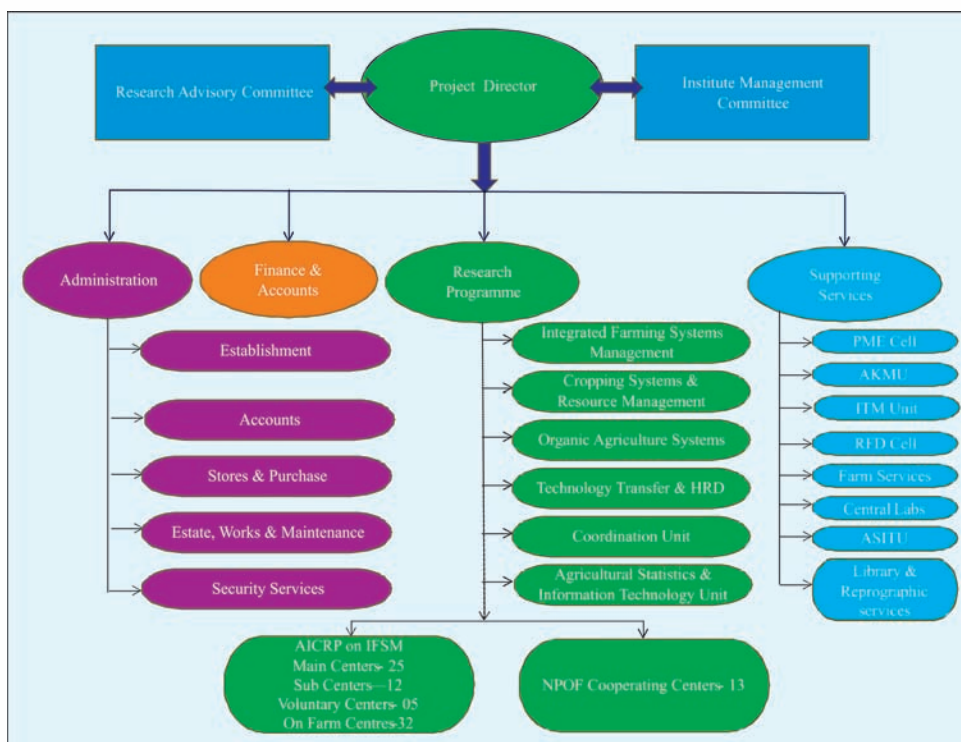 Research Advisory Committee
Project Director
Institute Management
Committee
Administration
Finance &
Accounts
Research
Programme
Supporting
Services
Establishment
Accounts
Stores & Purchase
Estate, Works & Maintenance
Security Services
Integrated Farming Systems
Management
Cropping Systems &
Resource Management
Organic Agriculture Systems
Technology Transfer & HRD
Coordination Unit
Agricultural Statistics &
Information Technology Unit
PME Cell
AKMU
ITM Unit
RFD Cell
Farm Services
Central Labs
ASITU
Library &
Reprographic
services
AICRP on IFSM
Main Centers- 25
Sub Centers—12
Voluntary Centers- 05
On Farm Centres-32
NPOF Cooperating Centers- 13